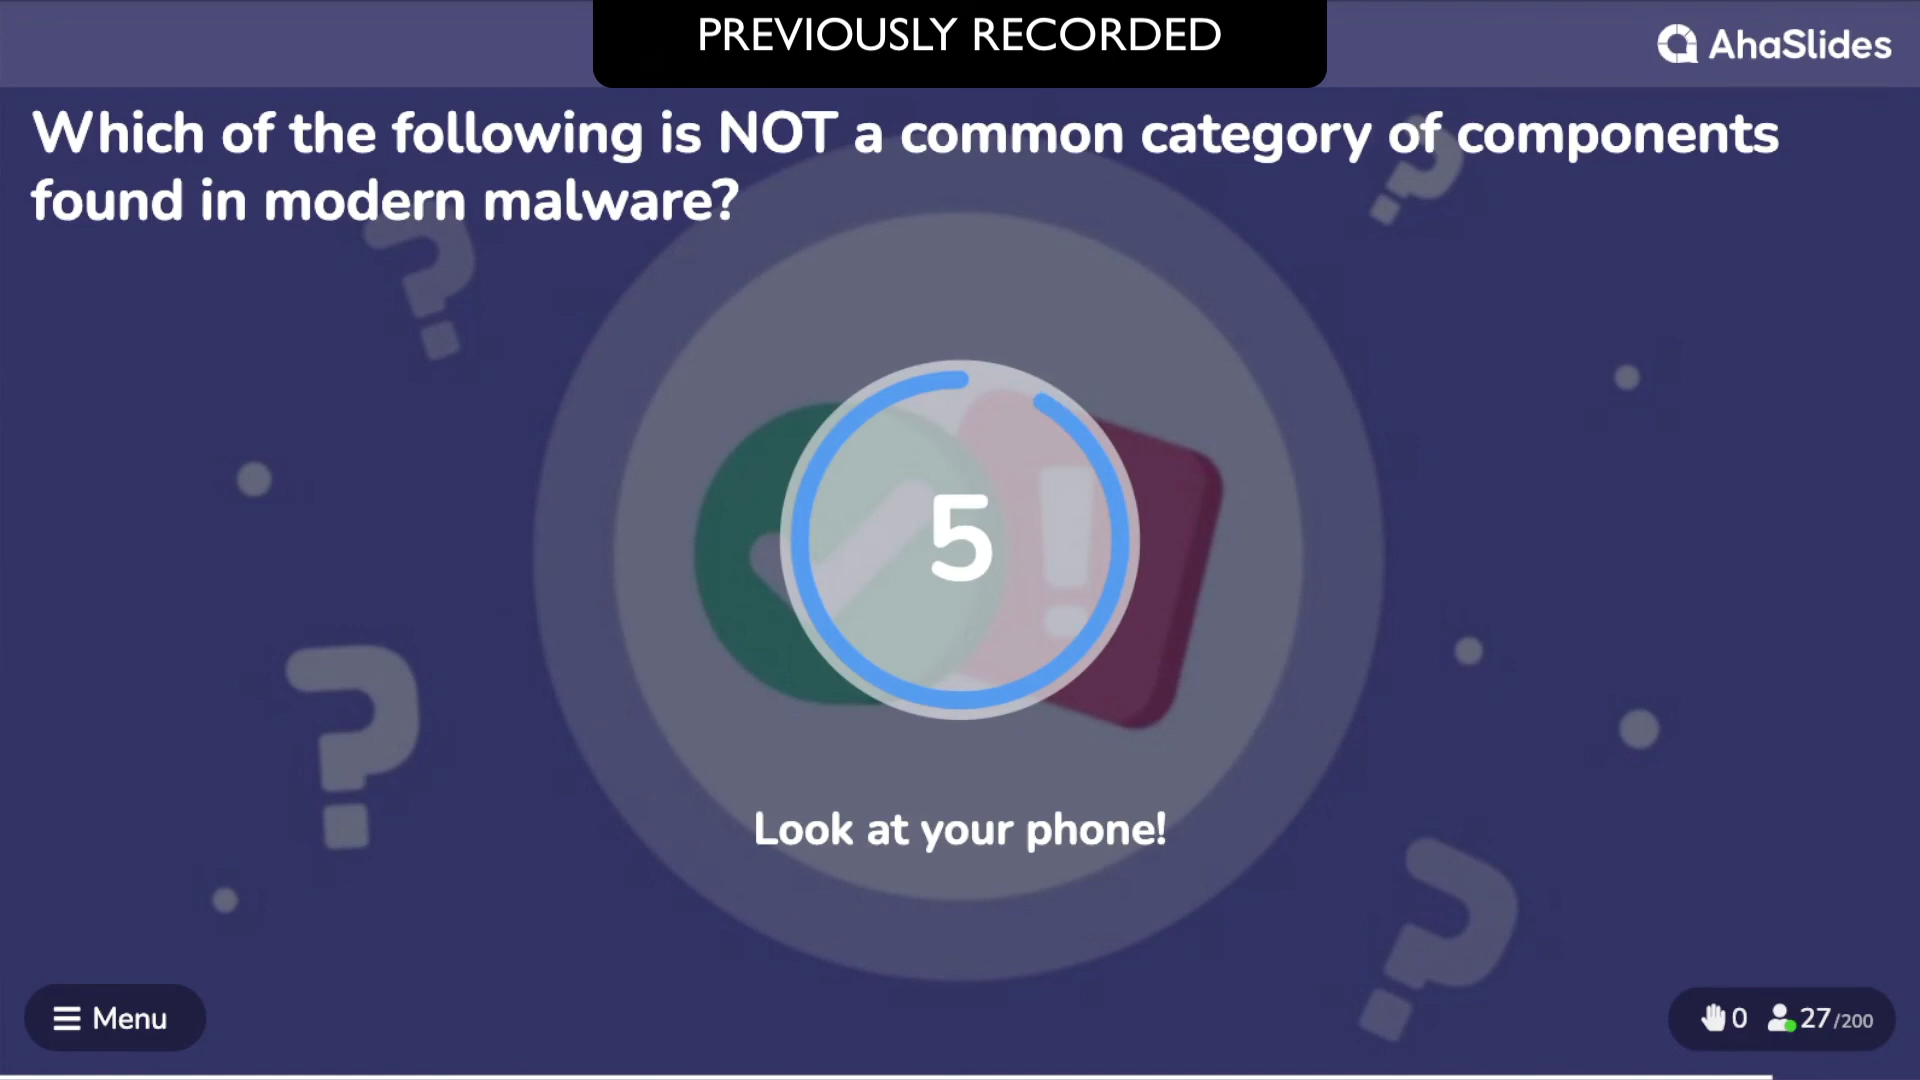 PREVIOUSLY RECORDED
AhaSlides
Which of the following is NOT a common category of components
found in modern malware?
5
Look at your phone!
Menu
0 27/200